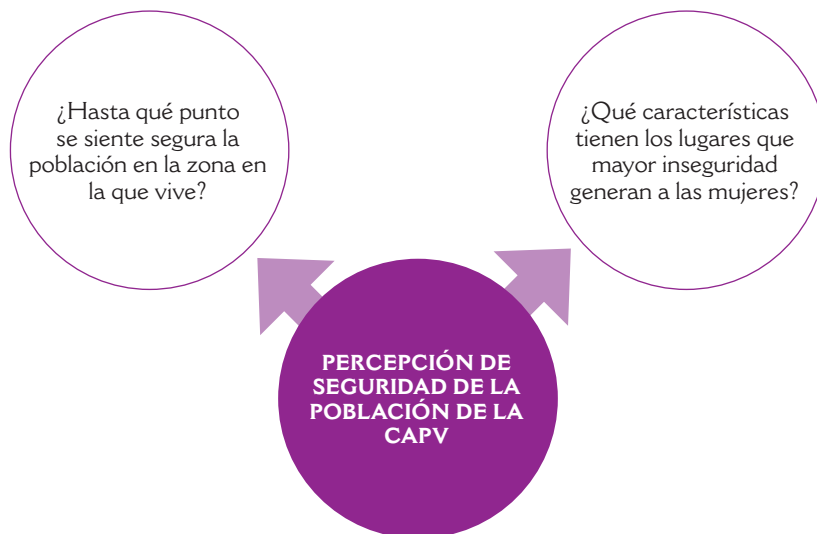 ¿Hasta qué punto
se siente segura la
población en la zona en
la que vive?
¿Qué características
tienen los lugares que
mayor inseguridad
generan a las mujeres?
PERCEPCIÓN DE
SEGURIDAD DE LA
POBLACIÓN DE LA
CAPV